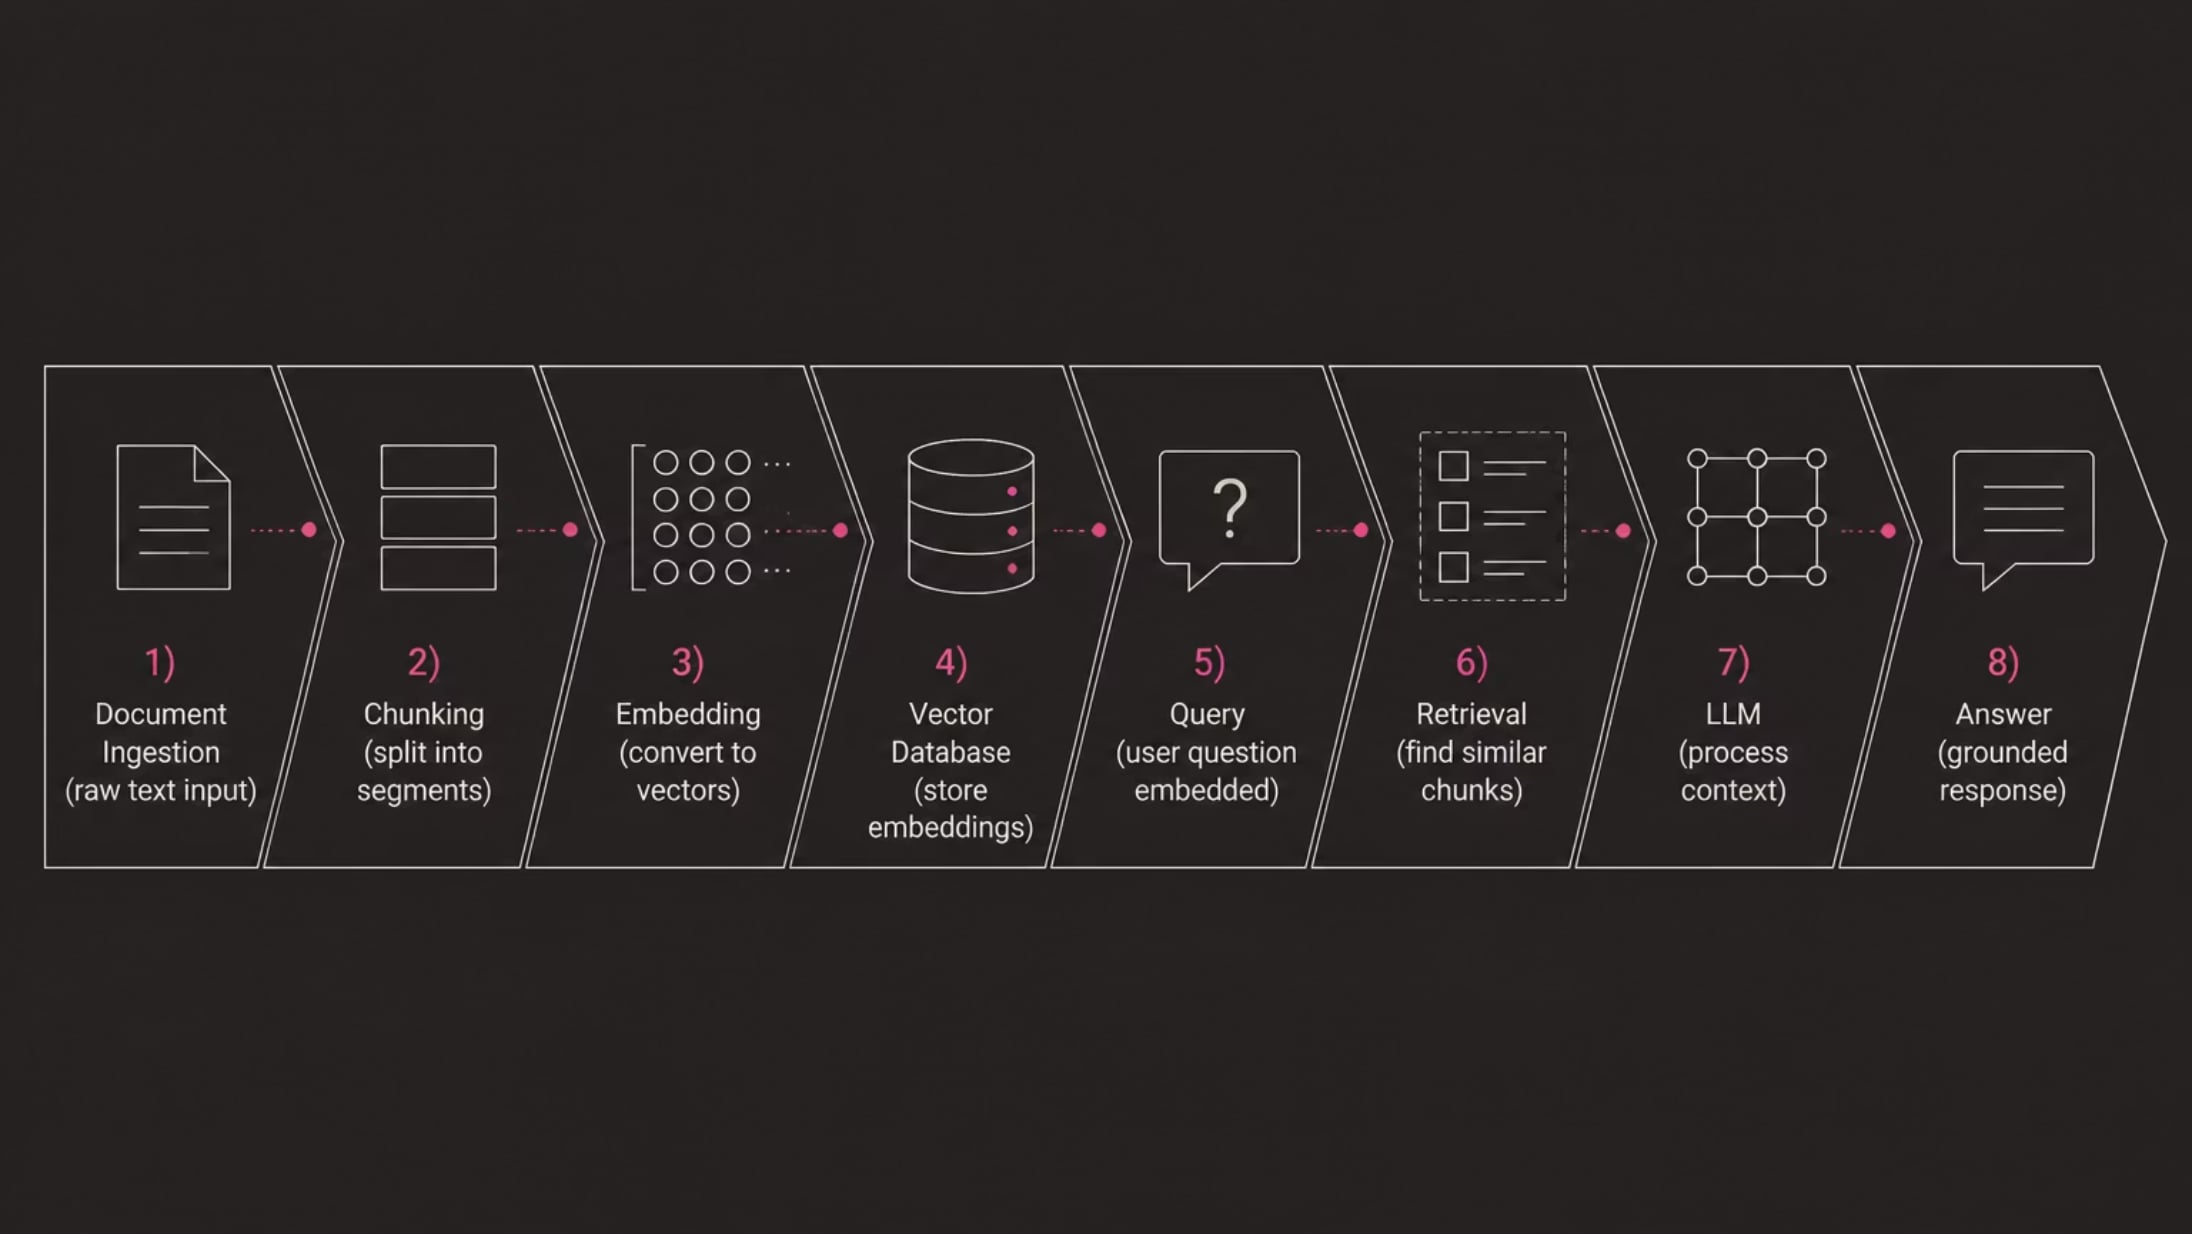 1)
Document
Ingestion
(raw text input)
2)
Chunking
(split into
segments)
3)
Embedding
(convert to
vectors)
4)
Vector
Database
(store
embeddings)
?
5)
Query
(user question
embedded)
6)
Retrieval
(find similar
chunks)
7)
LLM
(process
context)
8)
Answer
(grounded
response)